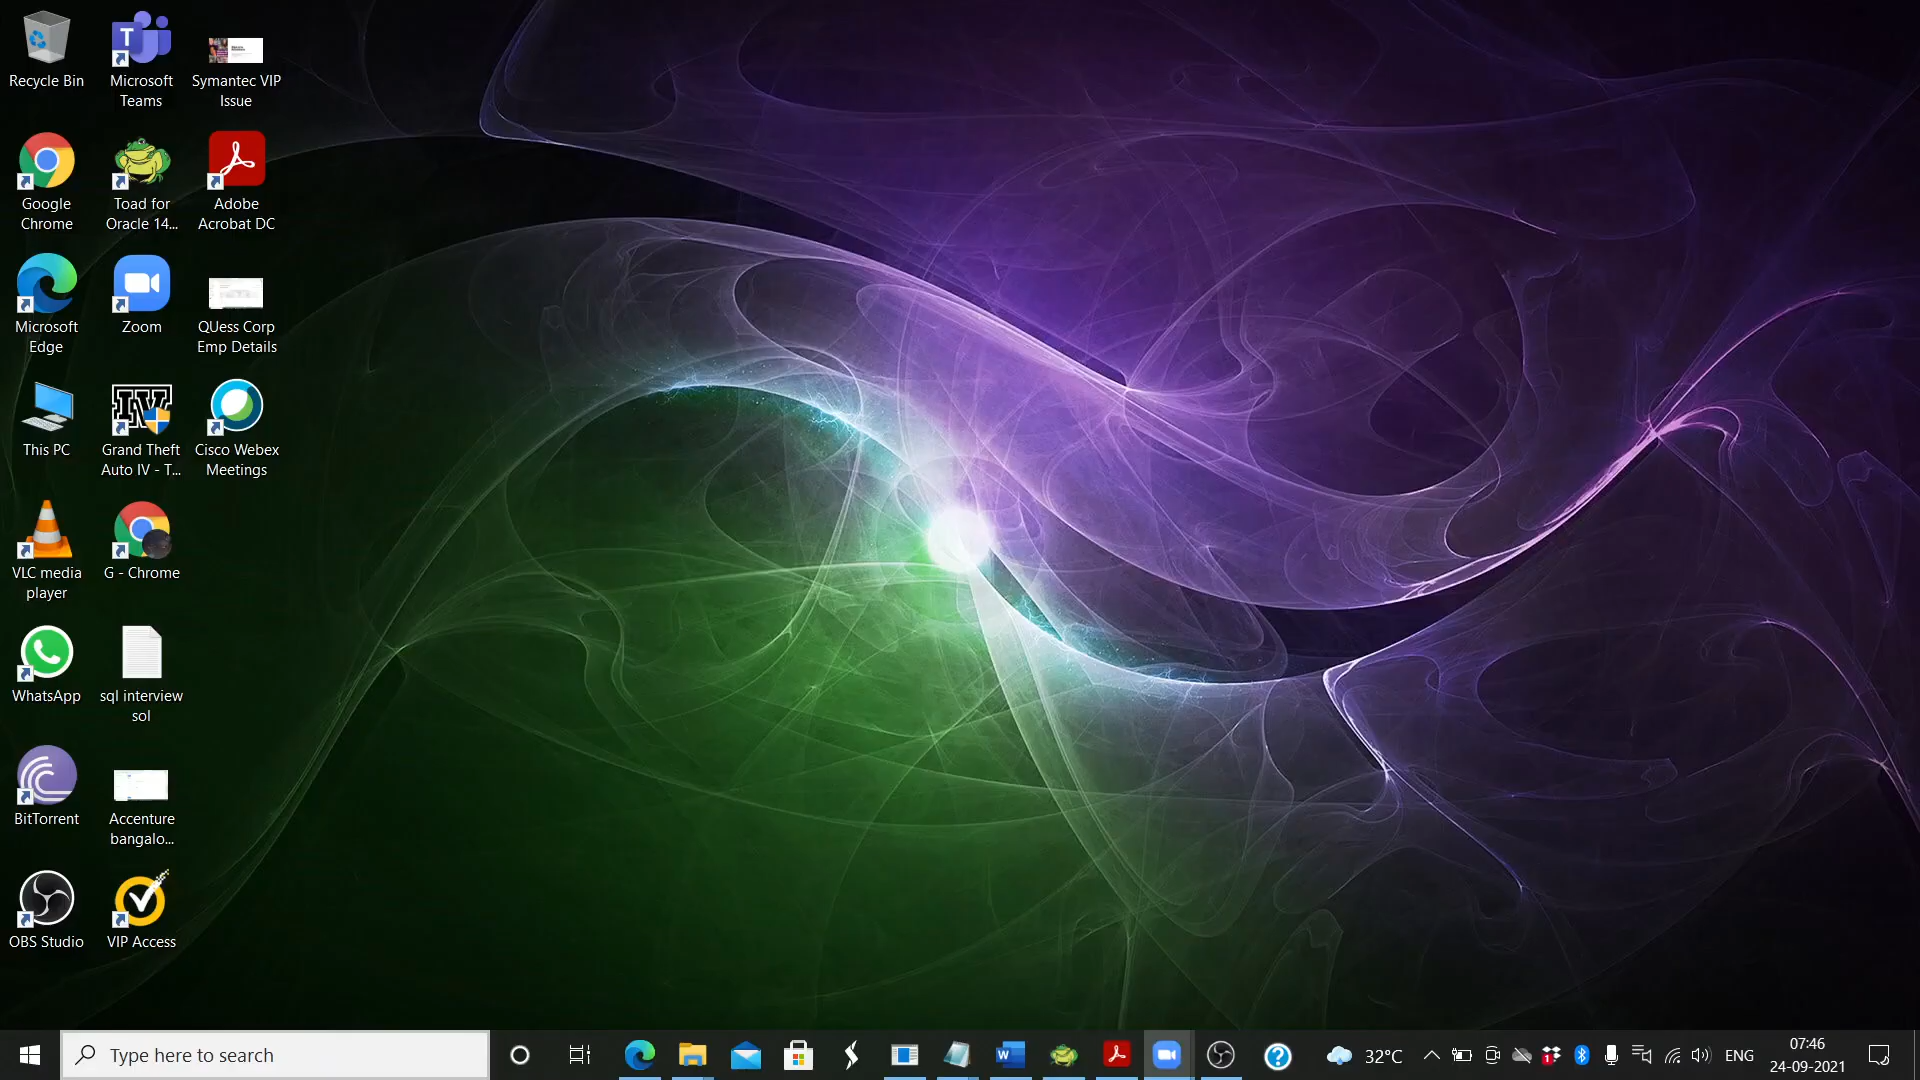 Recycle Bin
Microsoft
Teams
Symantec VIP
Issue
Google
Chrome
Toad for
Oracle 14...
Adobe
Acrobat DC
Microsoft
Edge
Zoom
QUess Corp
Emp Details
This PC
Grand Theft
Auto IV - T...
Cisco Webex
Meetings
VLC media
player
G - Chrome
WhatsApp
sql interview
sol
BitTorrent
Accenture
bangalo...
OBS Studio
VIP Access
Type here to search
32°C
ENG
07:46
24-09-2021